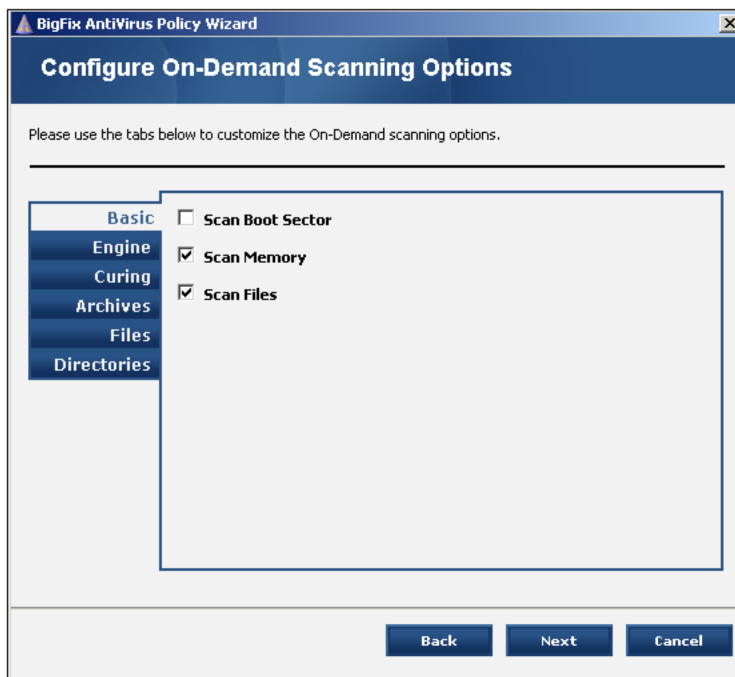 BigFix AntiVirus Policy Wizard
Configure On-Demand Scanning Options
Please use the tabs below to customize the On-Demand scanning options.
Basic
Engine
Curing
Archives
Files
Directories
Scan Boot Sector
Scan Memory
Scan Files
Back
Next
Cancel